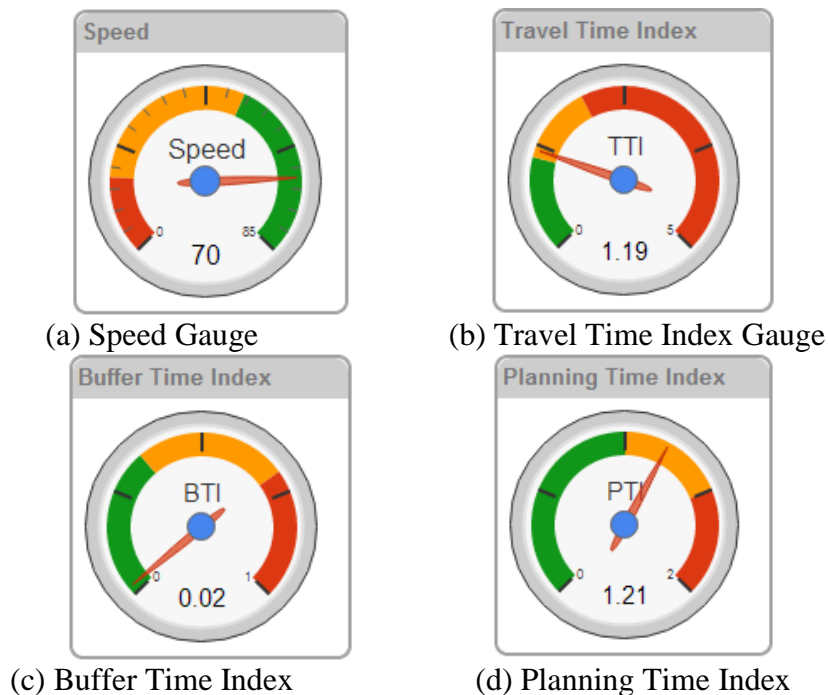 Speed
Speed
0
85
70
(a) Speed Gauge
Travel Time Index
TTI
0
5
1.19
(b) Travel Time Index Gauge
Buffer Time Index
BTI
0
1
0.02
(c) Buffer Time Index
Planning Time Index
PTI
0
2
1.21
(d) Planning Time Index